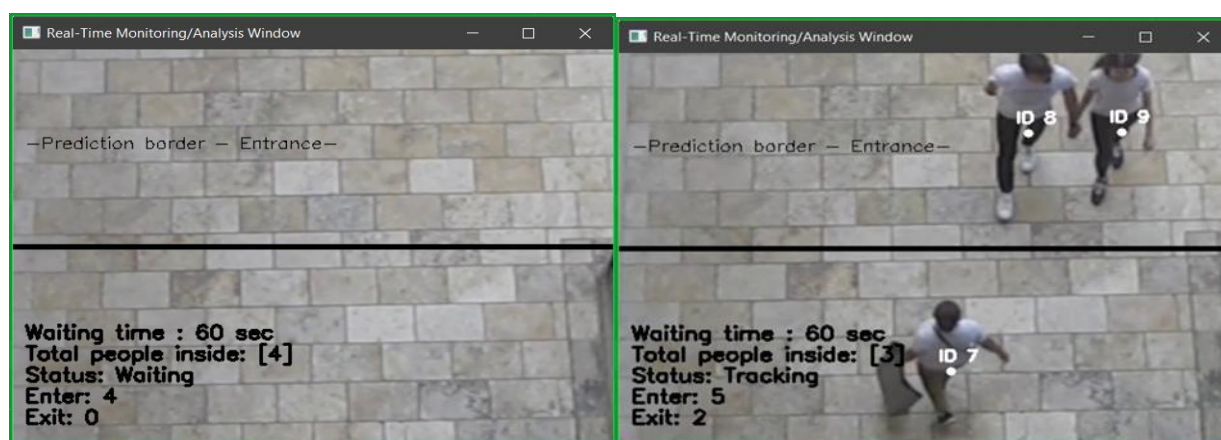 Real-Time Monitoring/Analysis Window
—Prediction border — Entrance—
Waiting time : 60 sec
Total people inside: [4]
Status: Waiting
Enter: 4
Exit: 0
Real-Time Monitoring/Analysis Window
ID 8
ID 9
—Prediction border — Entrance—
Waiting time : 60 sec
Total people inside: [3]
ID 7
Status: Tracking
Enter: 5
Exit: 2